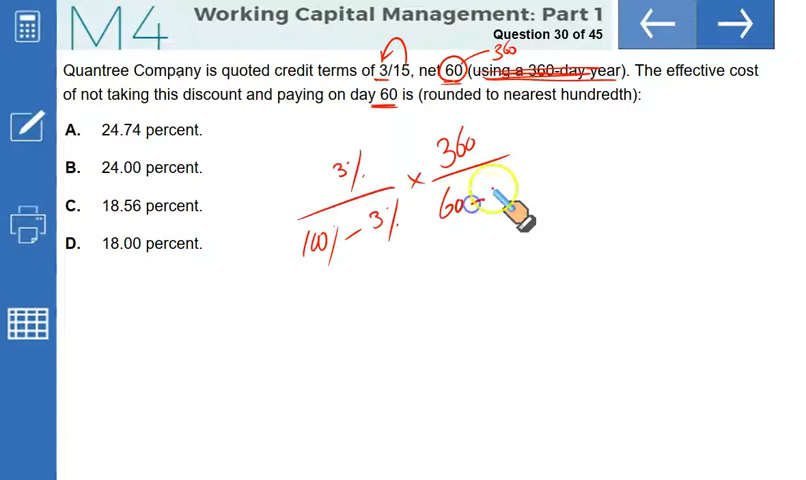 M4
Working Capital Management: Part 1
Question 30 of 45
360
Quantree Company is quoted credit terms of 3/15, net 60 (using a 360-day year). The effective cost
of not taking this discount and paying on day 60 is (rounded to nearest hundredth):
A. 24.74 percent.
B. 24.00 percent.
C. 18.56 percent.
D. 18.00 percent.
3% × 360
100% - 3% 60 -